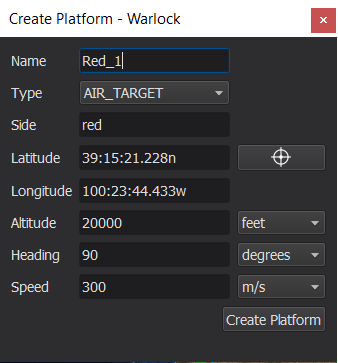 Create Platform - Warlock
Name Red_1
Type AIR_TARGET
Side red
Latitude 39:15:21.228n
Longitude 100:23:44.433w
Altitude 20000 feet
Heading 90 degrees
Speed 300 m/s
Create Platform